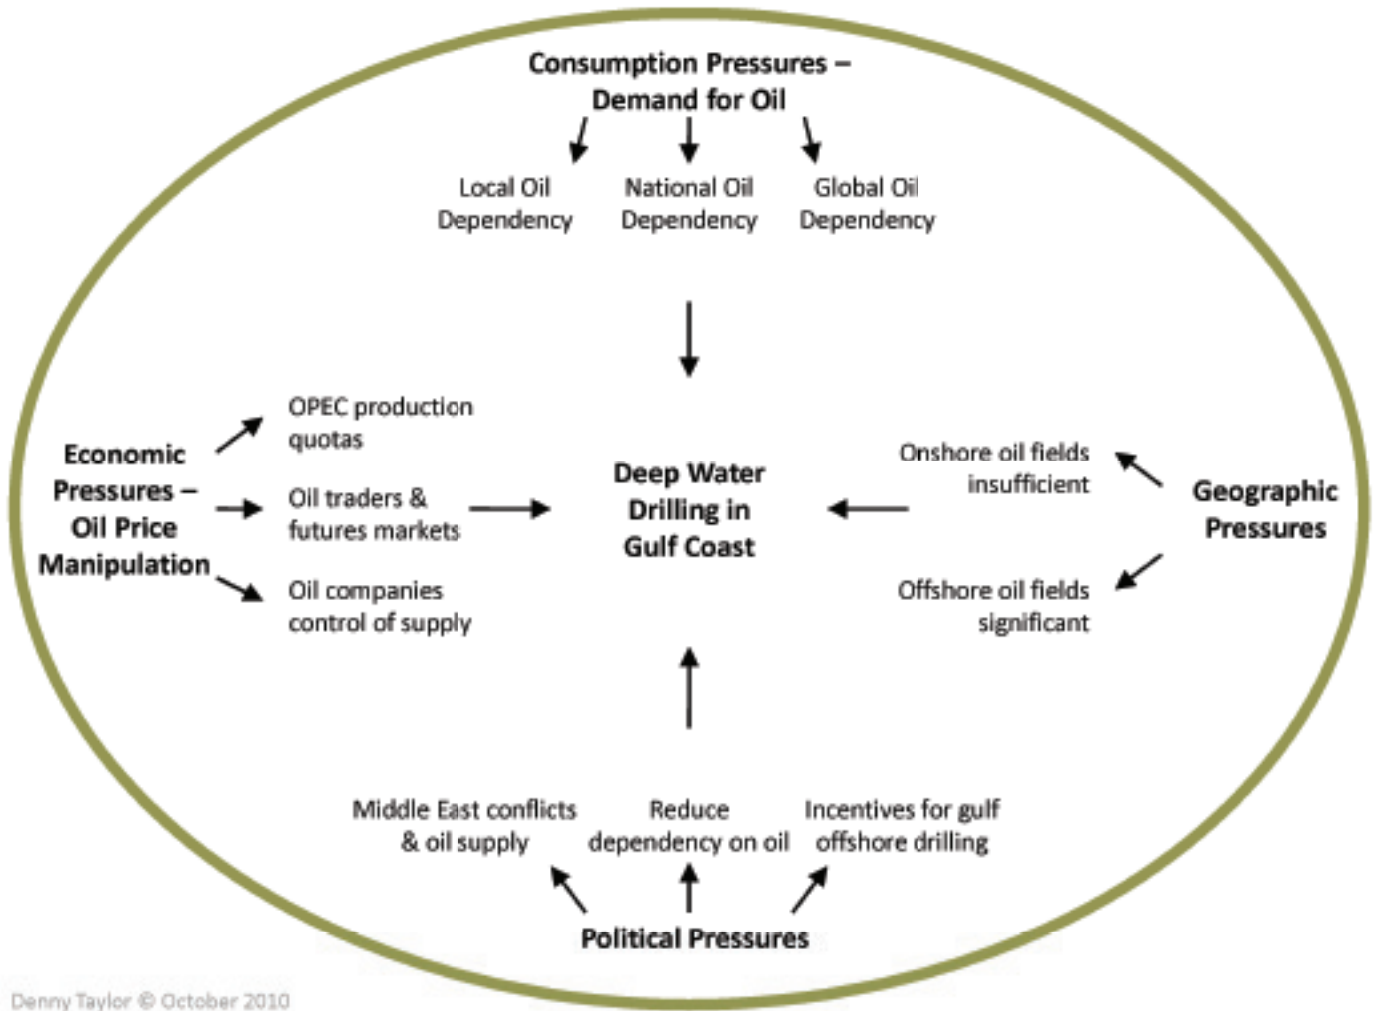 Consumption Pressures –
Demand for Oil
Local Oil
Dependency
National Oil
Dependency
Global Oil
Dependency
Economic
Pressures –
Oil Price
Manipulation
OPEC production
quotas
Oil traders &
futures markets
Oil companies
control of supply
Deep Water
Drilling in
Gulf Coast
Onshore oil fields
insufficient
Offshore oil fields
significant
Geographic
Pressures
Middle East conflicts
& oil supply
Reduce
dependency on oil
Incentives for gulf
offshore drilling
Political Pressures
Denny Taylor © October 2010